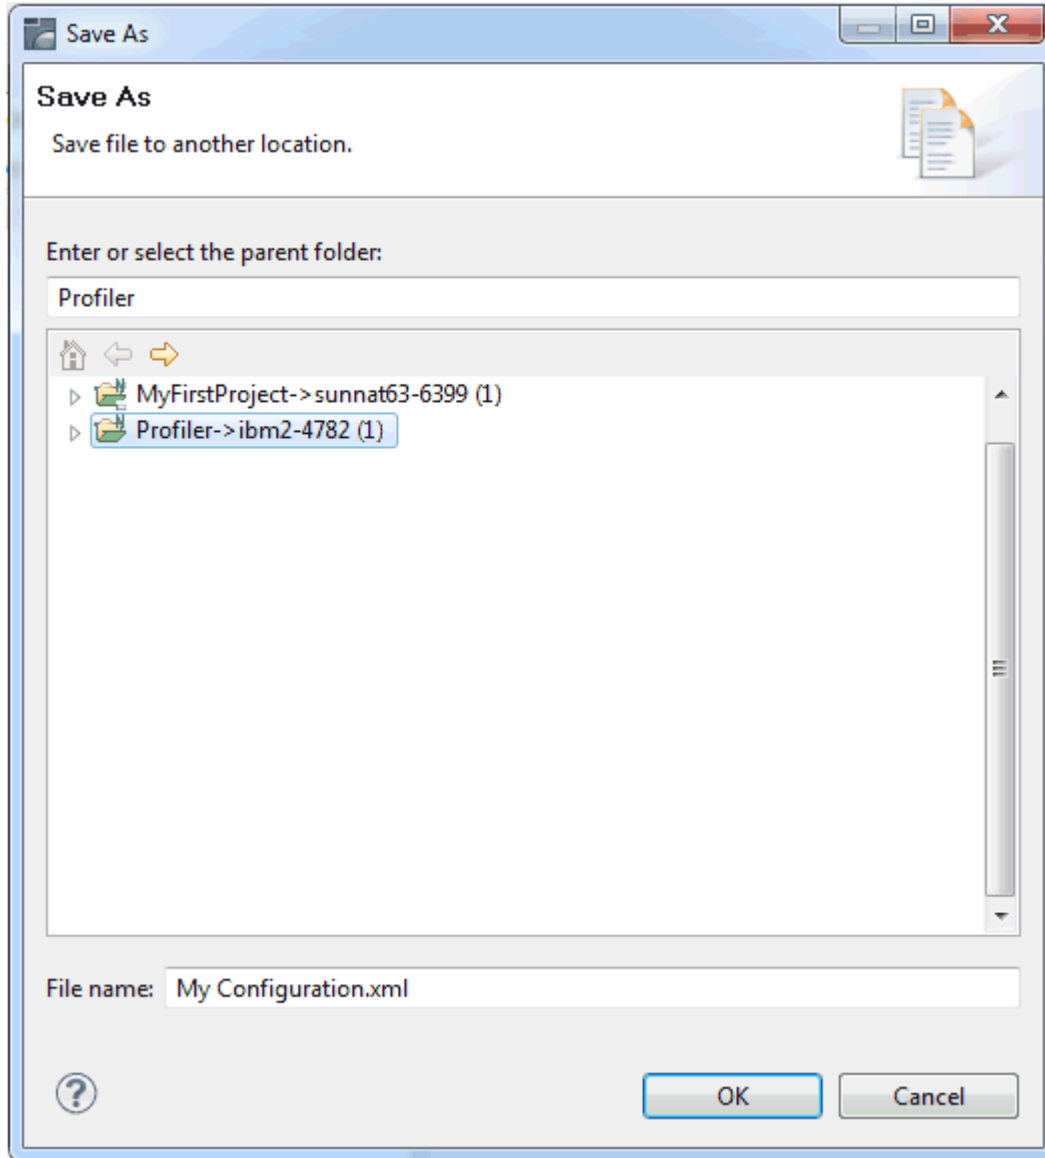 Save As
Save As
Save file to another location.
Enter or select the parent folder:
Profiler
MyFirstProject->sunnat63-6399 (1)
Profiler->ibm2-4782 (1)
File name: My Configuration.xml
? OK Cancel